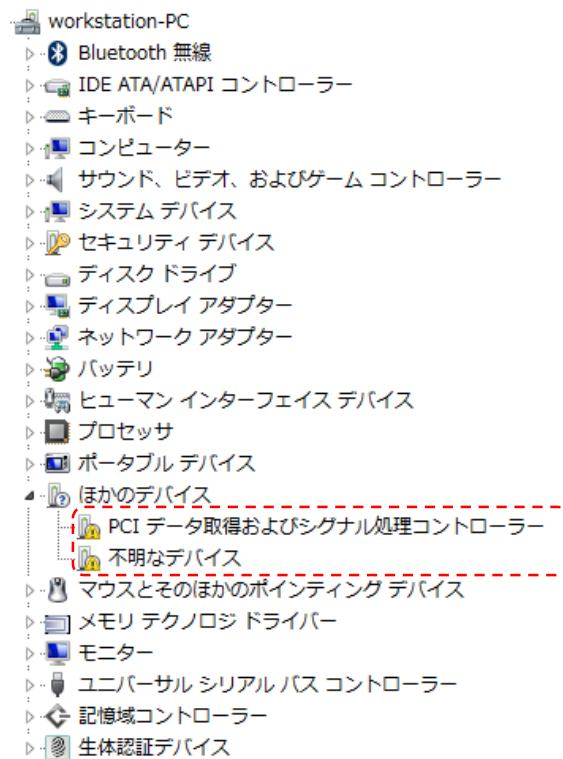 workstation-PC
Bluetooth 無線
IDE ATA/ATAPI コントローラー
キーボード
コンピューター
サウンド、ビデオ、およびゲーム コントローラー
システム デバイス
セキュリティ デバイス
ディスク ドライブ
ディスプレイ アダプター
ネットワーク アダプター
バッテリ
ヒューマン インターフェイス デバイス
プロセッサ
ポータブル デバイス
ほかのデバイス
PCI データ取得およびシグナル処理コントローラー
不明なデバイス
マウスとそのほかのポインティング デバイス
メモリ テクノロジ ドライバー
モニター
ユニバーサル シリアル バス コントローラー
記憶域コントローラー
生体認証デバイス